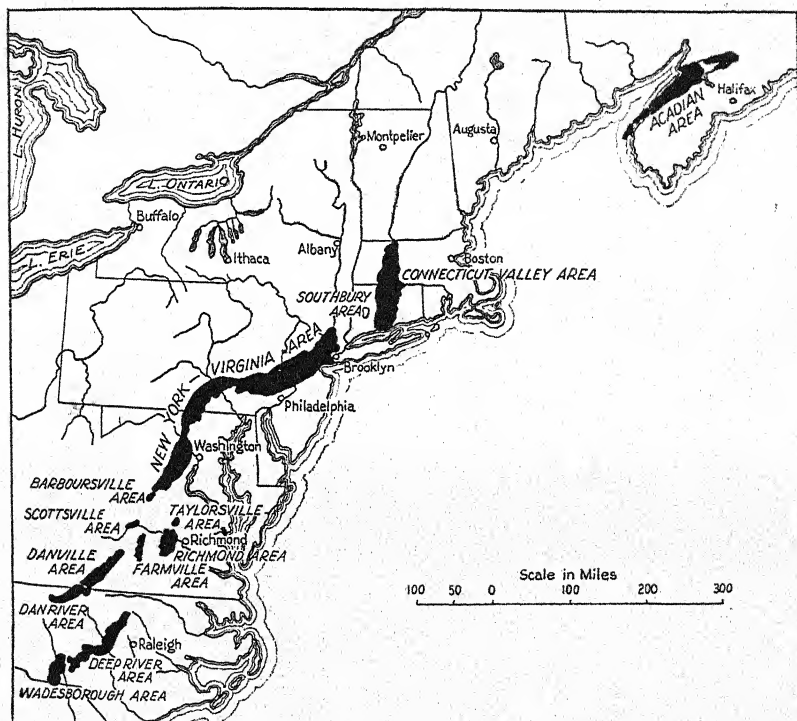 L. HURON
Montpelier
Augusta
Halifax
ACADIAN
AREA
L. ONTARIO
Buffalo
L. ERIE
Ithaca
Albany
Boston
CONNECTICUT VALLEY AREA
SOUTHBURY
AREA
NEW YORK - VIRGINIA AREA
Brooklyn
Philadelphia
Washington
BARBOURSVILLE
AREA
SCOTTSVILLE
AREA
TAYLORSVILLE
AREA
Richmond
RICHMOND AREA
DANVILLE
AREA
FARMVILLE
AREA
DAN RIVER
AREA
Raleigh
DEEP RIVER
AREA
WADESBOROUGH AREA
Scale in Miles
100 50 0 100 200 300